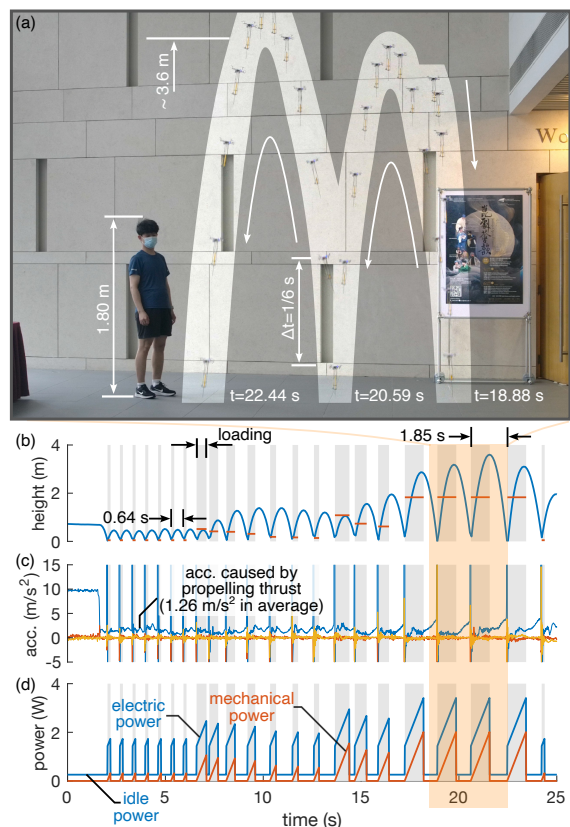 (a)
~ 3.6 m
Wo
1.80 m
Δt=1/6 s
t=22.44 s
t=20.59 s
t=18.88 s
(b)
loading
1.85 s
4
2
0
height (m)
0.64 s
(c)
15
10
5
0
-5
acc. (m/s²)
acc. caused by
propelling thrust
(1.26 m/s² in average)
(d)
4
2
0
power (W)
electric
power
mechanical
power
0
5
10
15
20
25
idle
power
time (s)